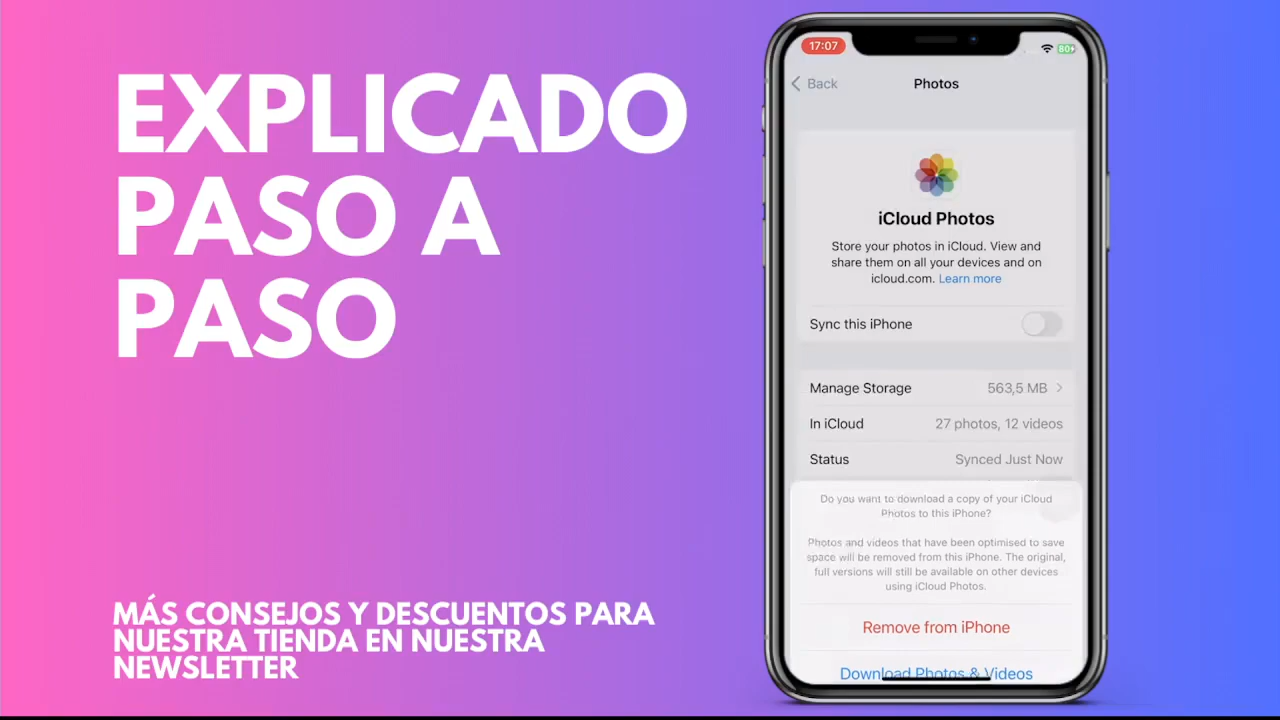 EXPLICADO
PASO A
PASO
MÁS CONSEJOS Y DESCUENTOS PARA
NUESTRA TIENDA EN NUESTRA
NEWSLETTER
17:07
80
Back
Photos
iCloud Photos
Store your photos in iCloud. View and
share them on all your devices and on
icloud.com. Learn more
Sync this iPhone
Manage Storage 563,5 MB
In iCloud 27 photos, 12 videos
Status Synced Just Now
Do you want to download a copy of your iCloud
Photos to this iPhone?
Photos and videos that have been optimised to save
space will be removed from this iPhone. The original,
full versions will still be available on other devices
using iCloud Photos.
Remove from iPhone
Download Photos & Videos